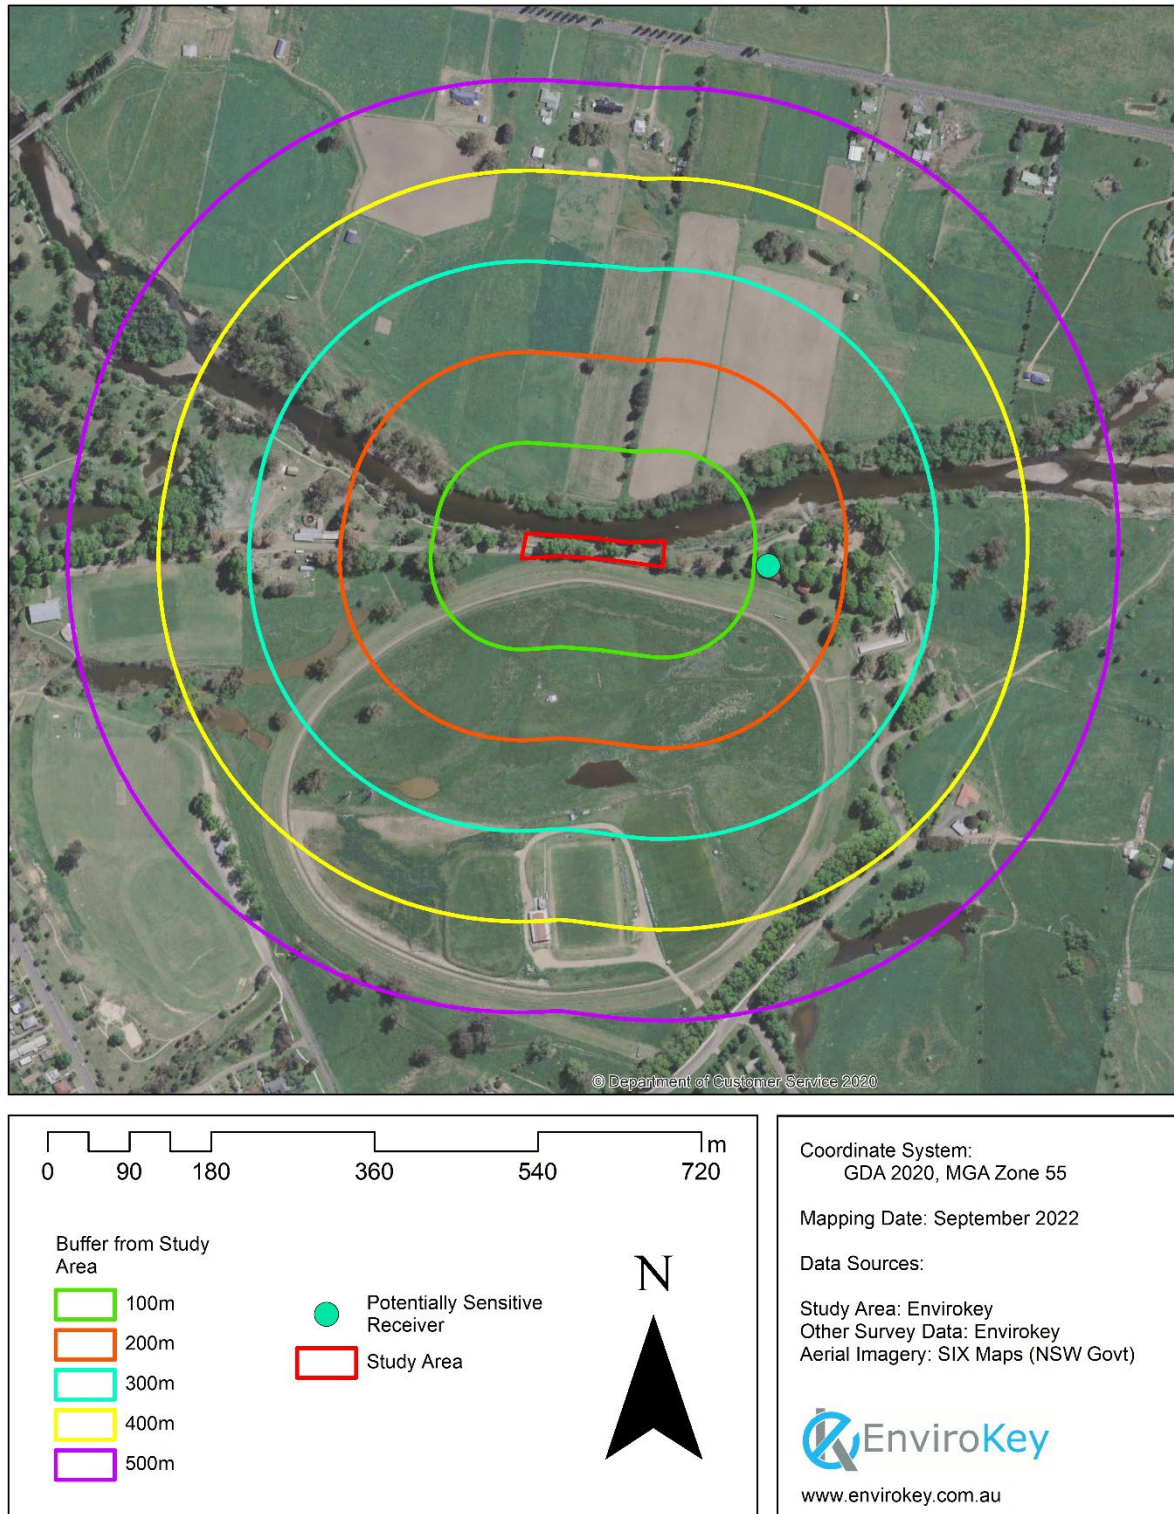 © Department of Customer Service 2020
m
0 90 180 360 540 720
Buffer from Study
Area
100m
200m
300m
400m
500m
Potentially Sensitive
Receiver
Study Area
N
Coordinate System:
GDA 2020, MGA Zone 55
Mapping Date: September 2022
Data Sources:
Study Area: Envirokey
Other Survey Data: Envirokey
Aerial Imagery: SIX Maps (NSW Govt)
EnviroKey
www.envirokey.com.au